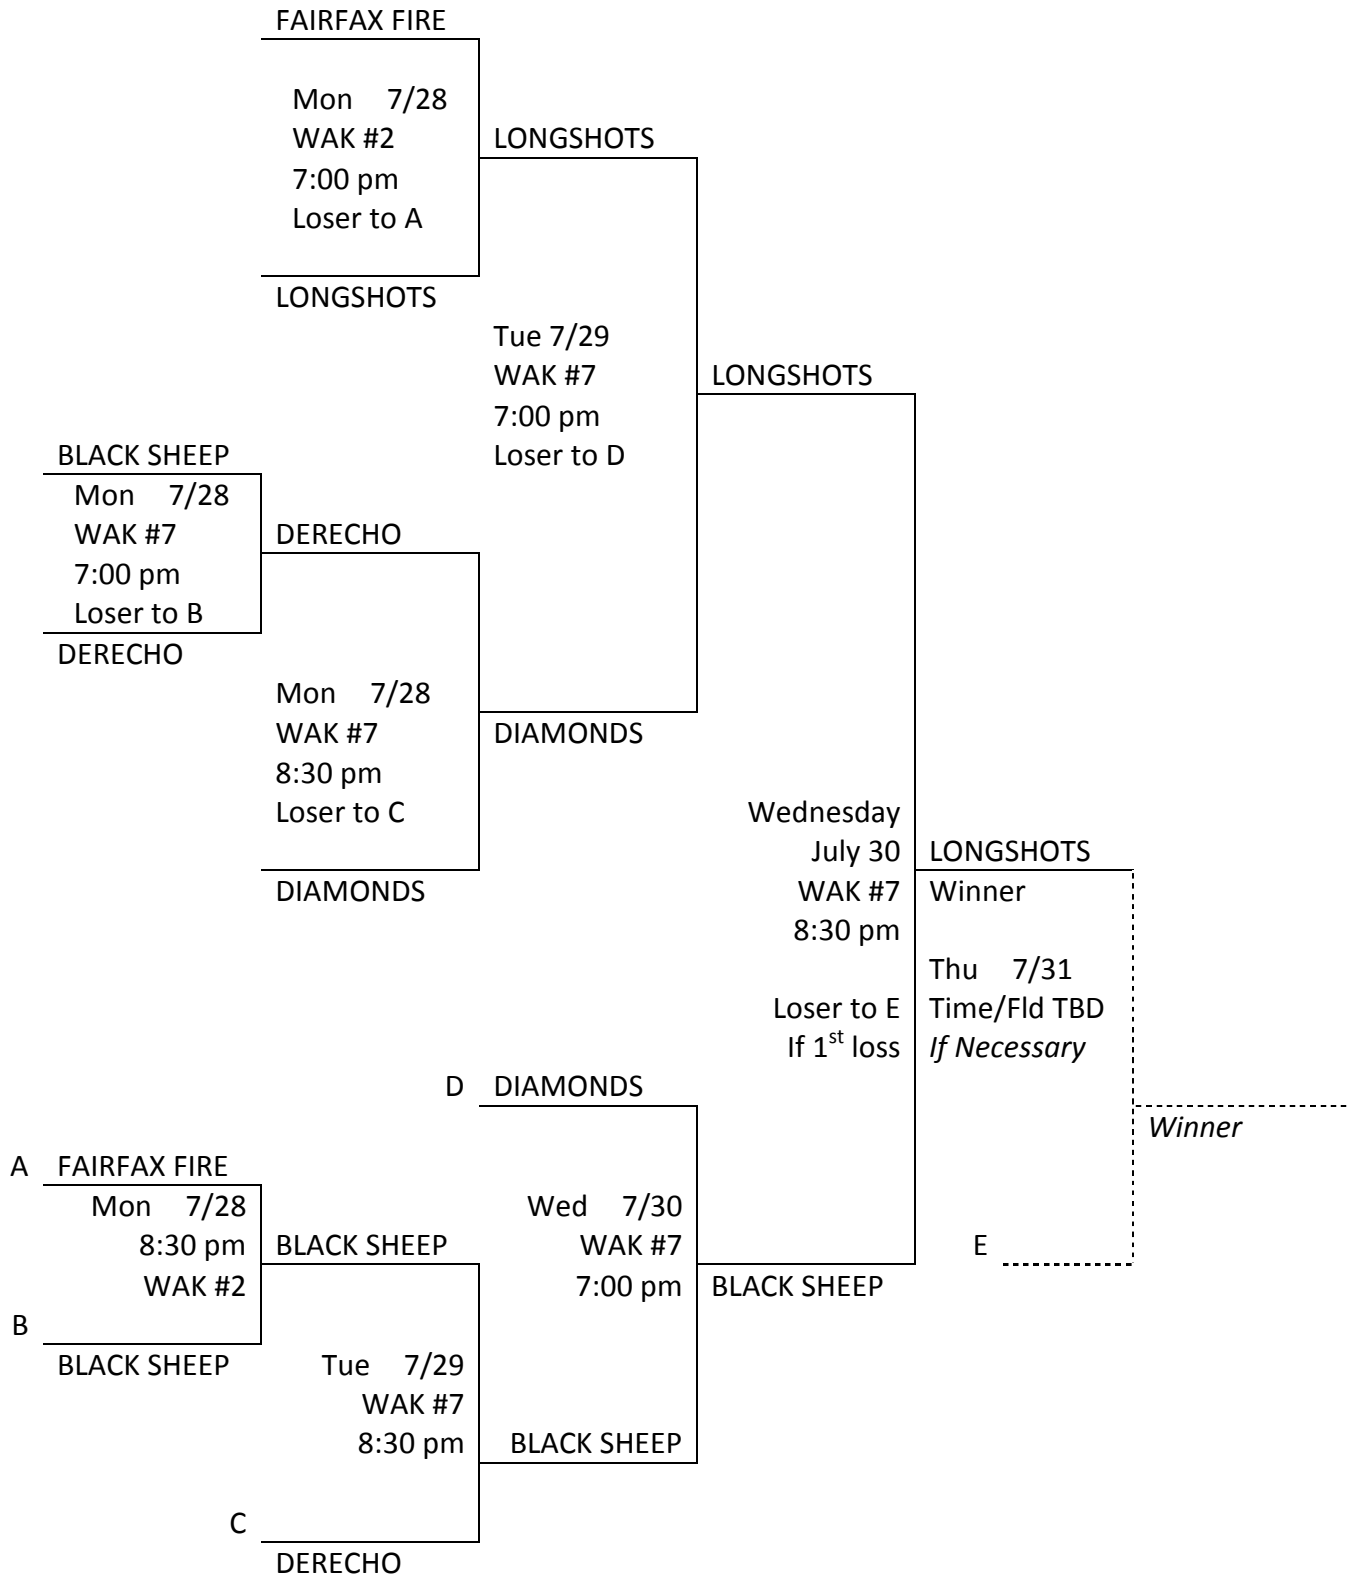 FAIRFAX FIRE
Mon 7/28
WAK #2
7:00 pm
Loser to A
LONGSHOTS
LONGSHOTS
Tue 7/29
WAK #7
7:00 pm
Loser to D
LONGSHOTS
BLACK SHEEP
Mon 7/28
WAK #7
7:00 pm
Loser to B
DERECHO
DERECHO
Mon 7/28
WAK #7
8:30 pm
Loser to C
DIAMONDS
DIAMONDS
Wednesday
July 30
WAK #7
8:30 pm
Loser to E
If 1st loss
LONGSHOTS
Winner
Thu 7/31
Time/Fld TBD
If Necessary
Winner
D DIAMONDS
A FAIRFAX FIRE
Mon 7/28
8:30 pm
WAK #2
B
BLACK SHEEP
BLACK SHEEP
Wed 7/30
WAK #7
7:00 pm
BLACK SHEEP
E
Tue 7/29
WAK #7
8:30 pm
BLACK SHEEP
C
DERECHO